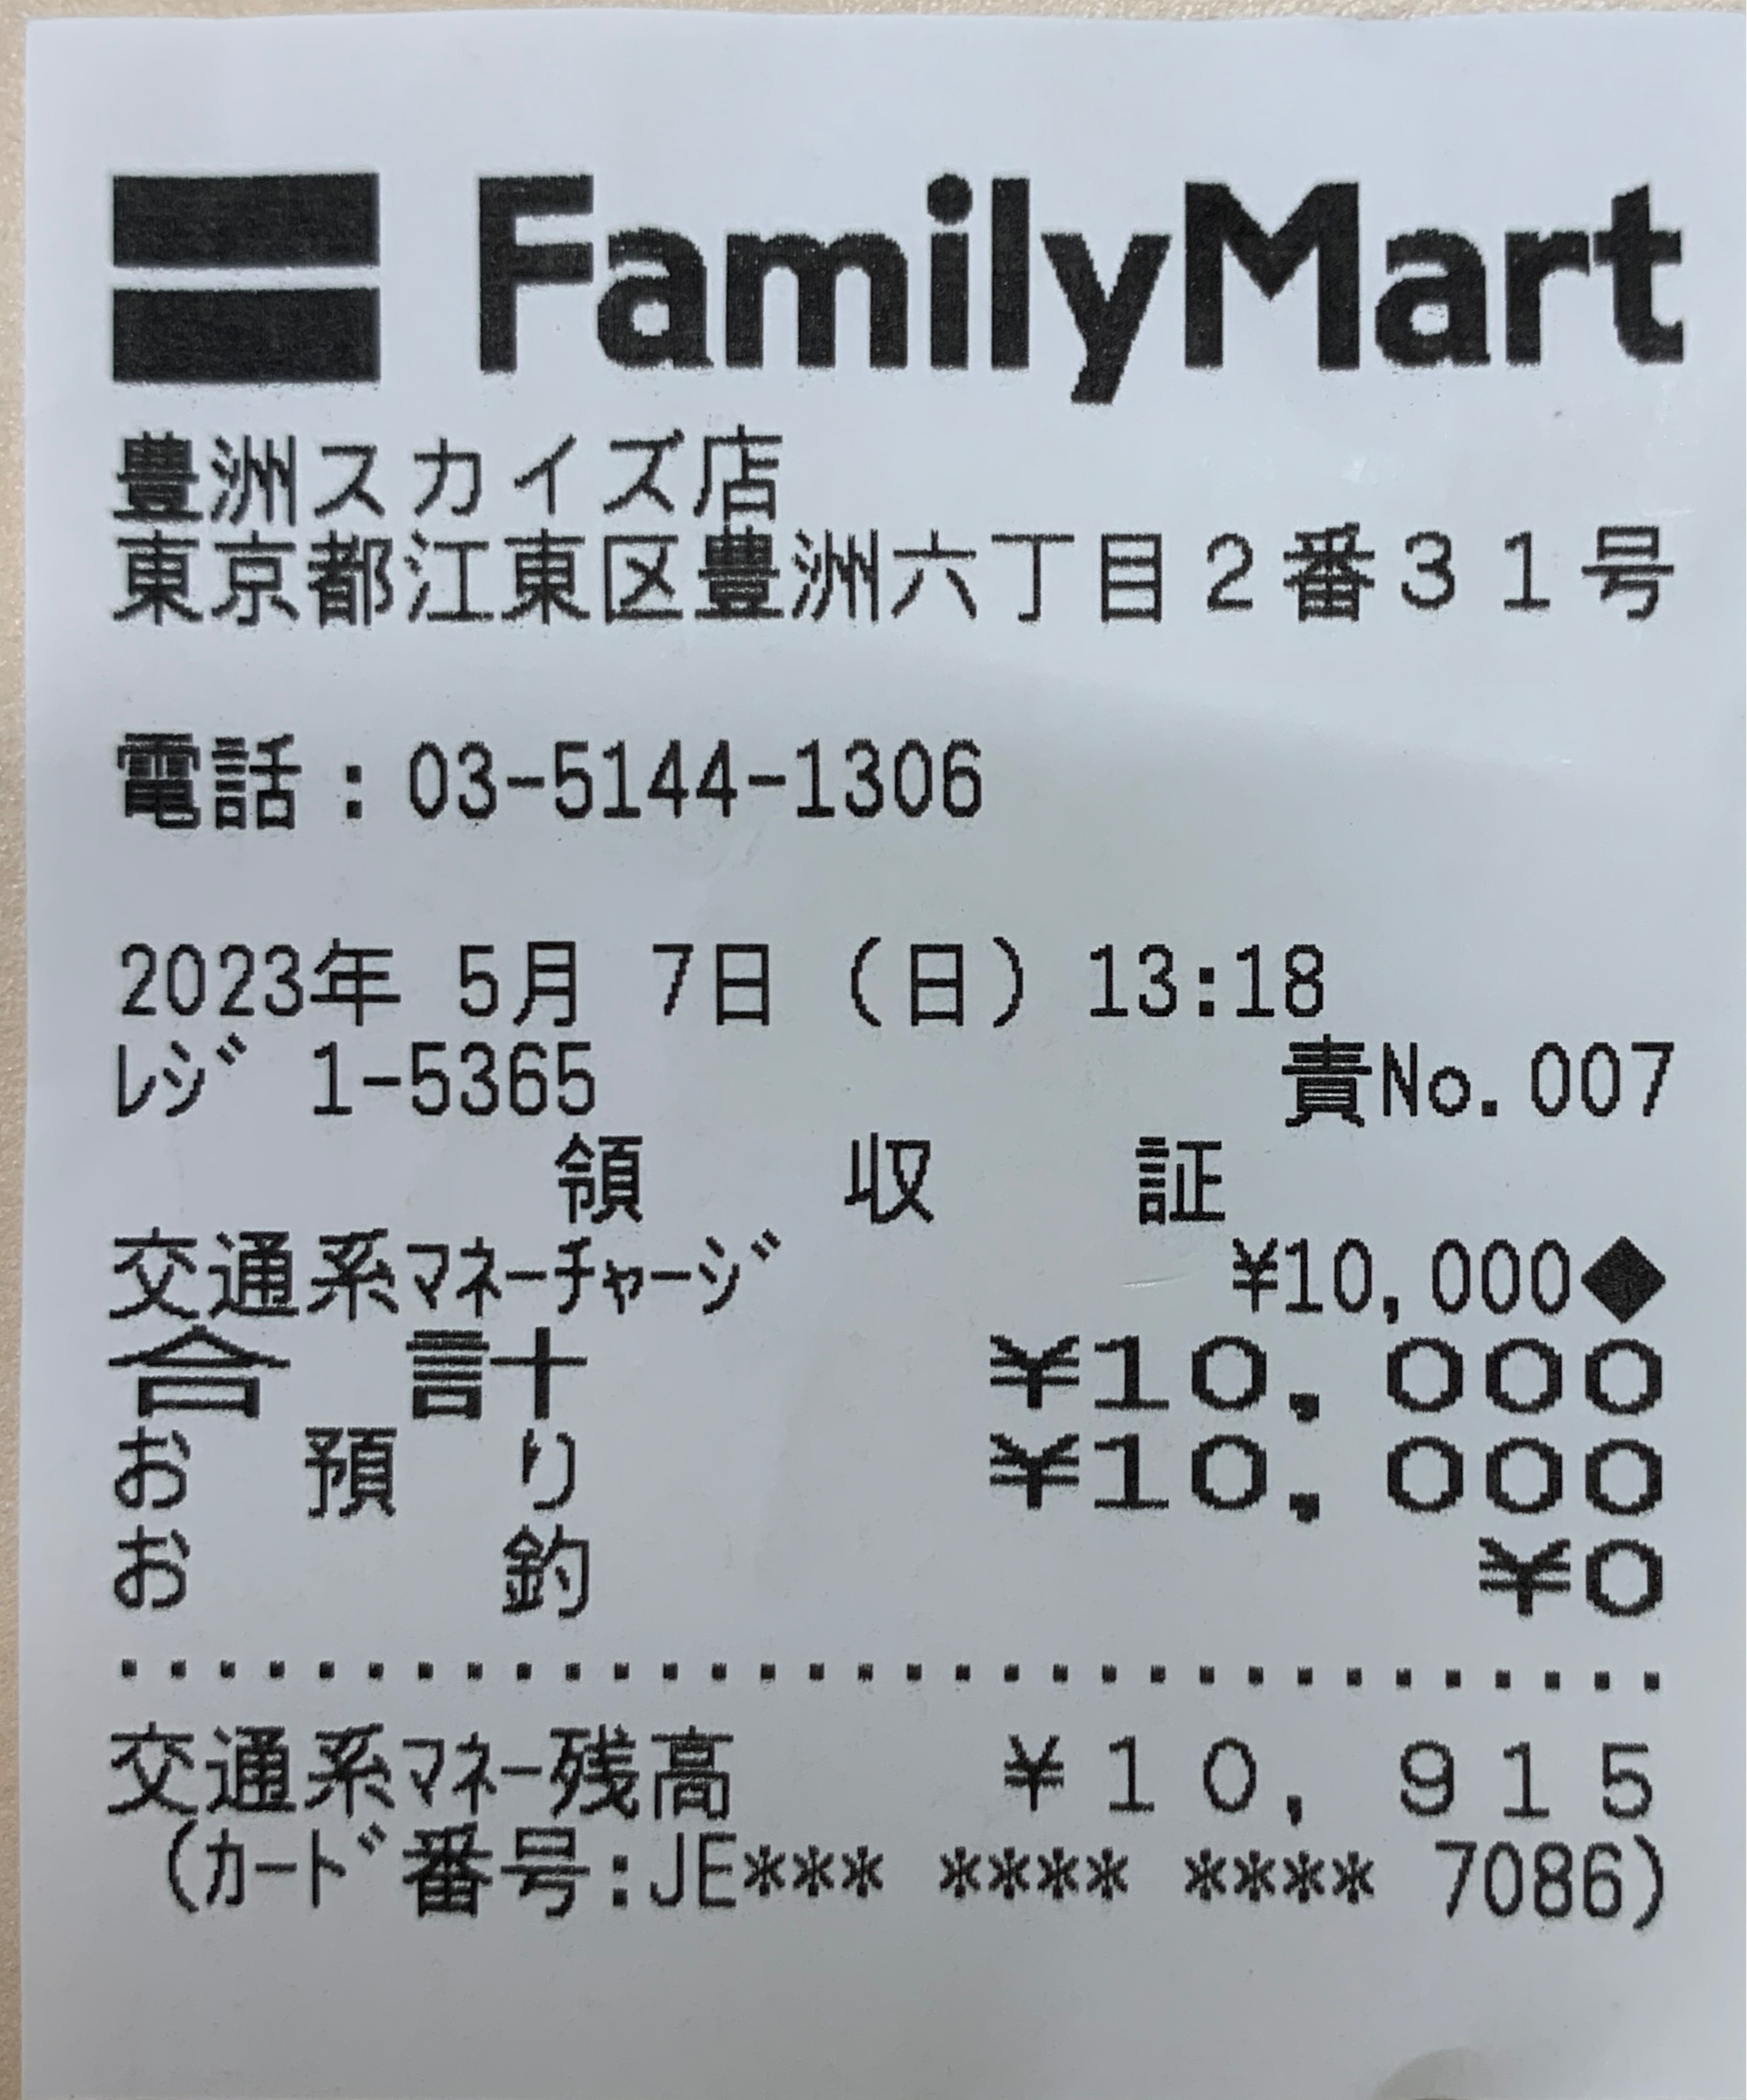 FamilyMart
豊洲スカイズ店
東京都江東区豊洲六丁目2番31号
電話：03-5144-1306
2023年 5月 7日（日）13:18
ﾚｼﾞ 1-5365 責No.007
領 収 証
交通系ﾏﾈｰﾁｬｰｼﾞ ¥10,000◆
合 計 ¥10,000
お 預 り ¥10,000
お 釣 ¥0
交通系ﾏﾈｰ残高 ¥10,915
(ｶｰﾄﾞ番号:JE*** **** **** 7086)